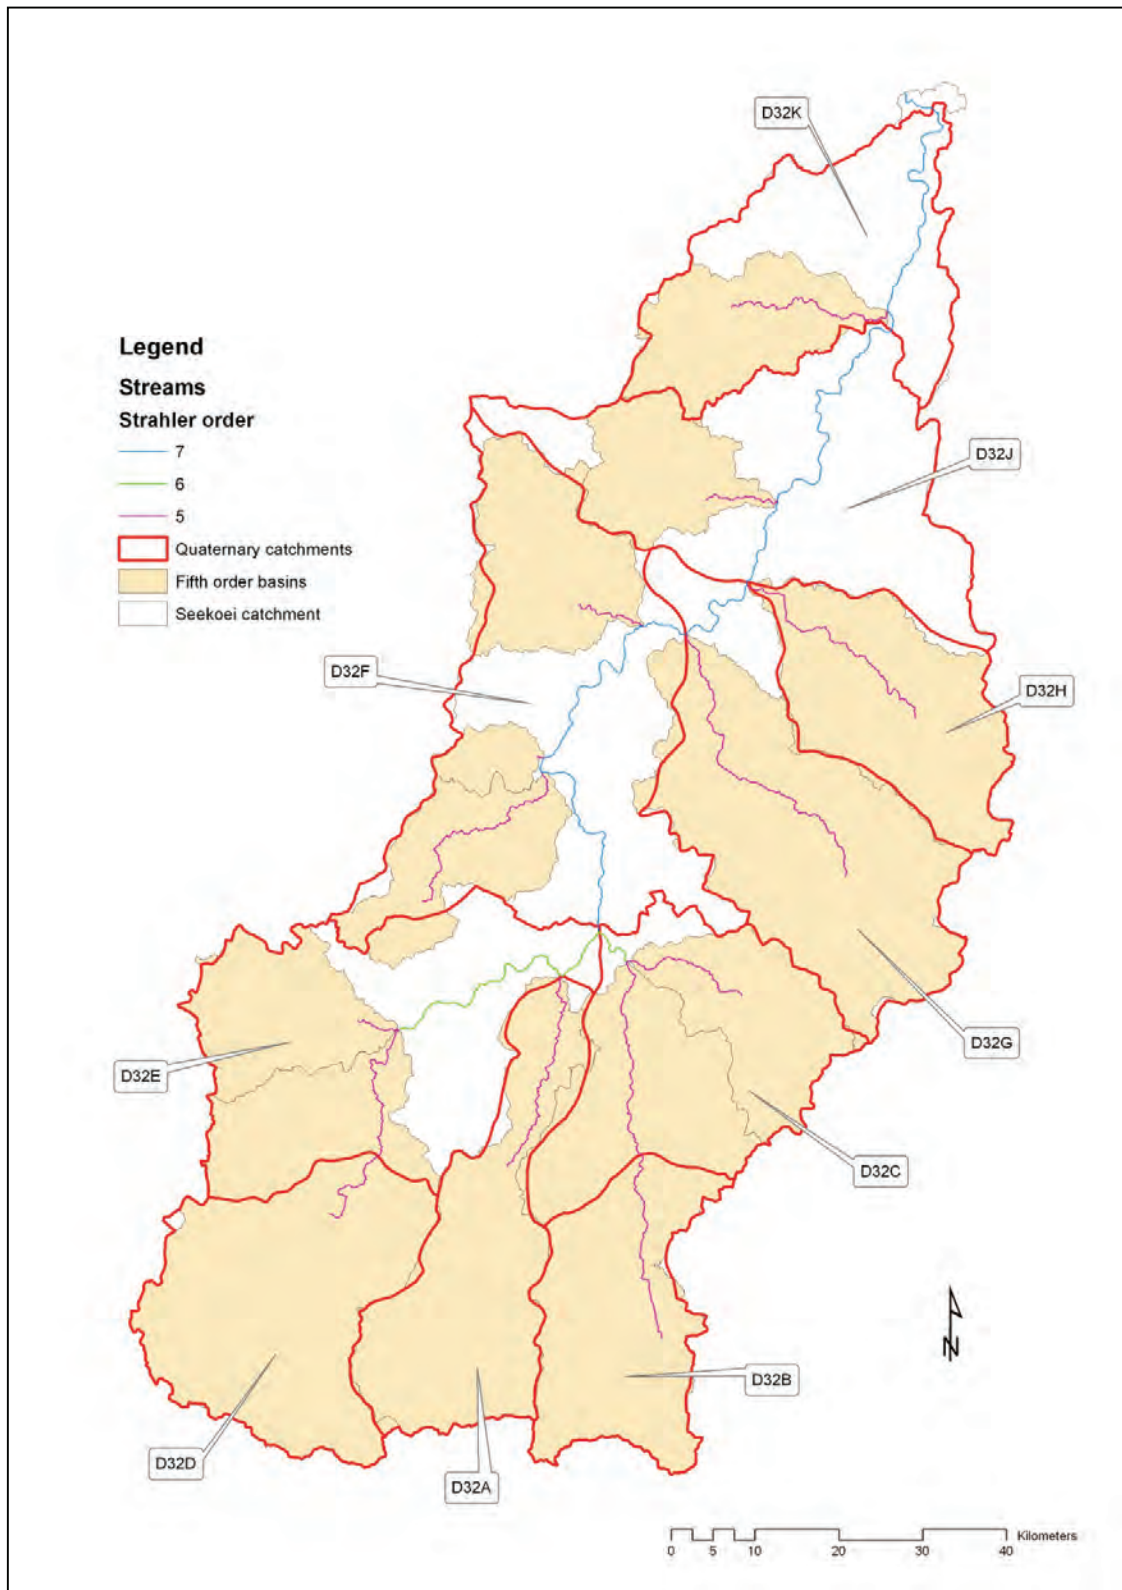 D32K
Legend
Streams
Strahler order
7
6
5
Quaternary catchments
Fifth order basins
Seekoei catchment
D32J
D32F
D32H
D32G
D32E
D32C
D32B
D32D
D32A
N
Kilometers
0 5 10 20 30 40